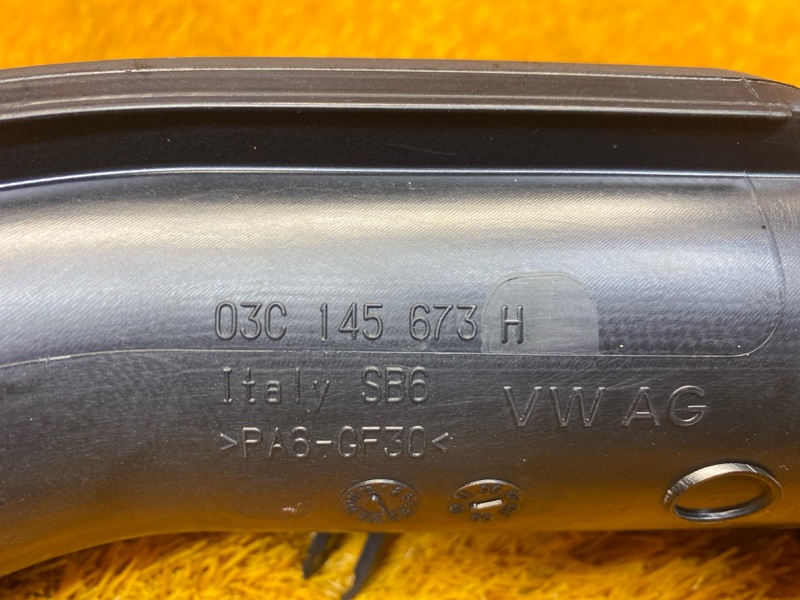 03C 145 673 H
Italy SB6
VW AG
>PA6-GF30<